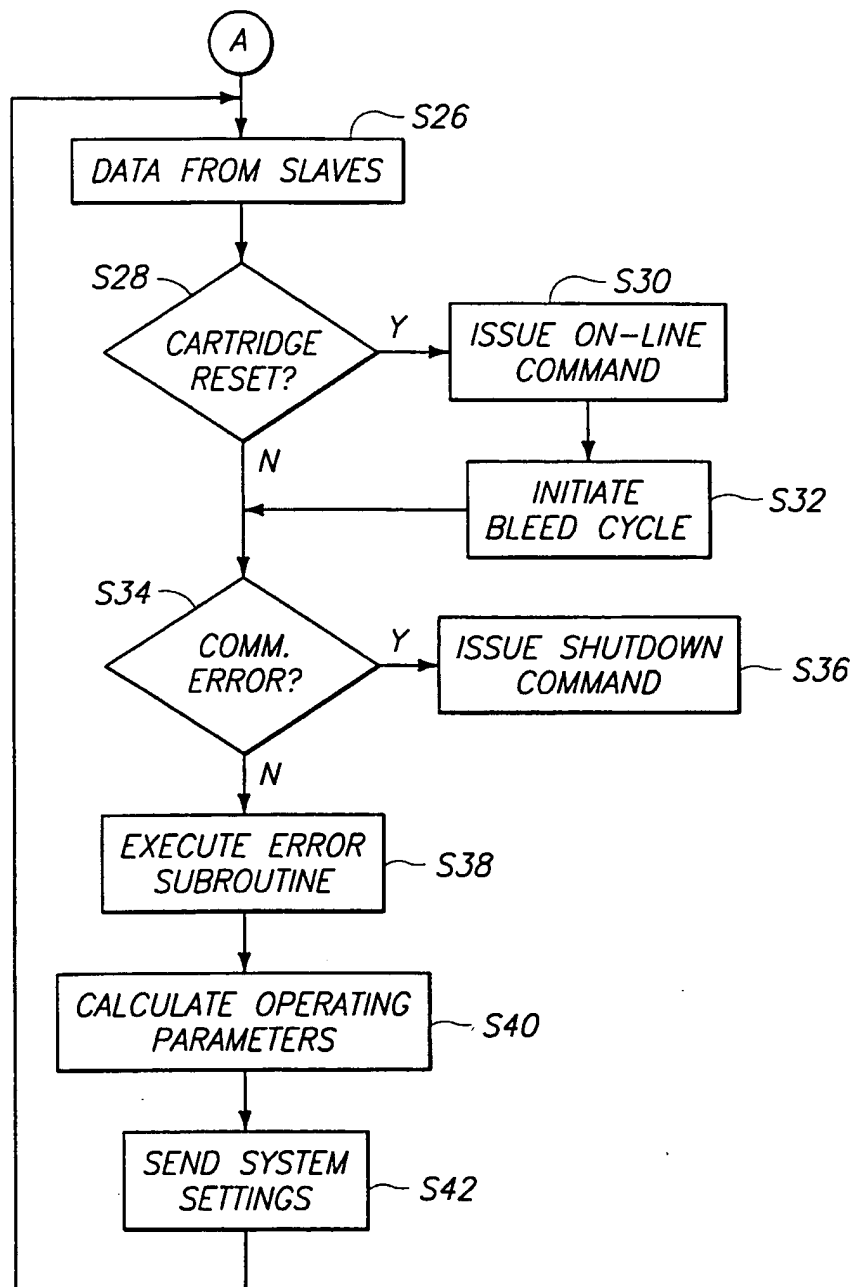 A
S26
DATA FROM SLAVES
S28
CARTRIDGE
RESET?
Y
S30
ISSUE ON-LINE
COMMAND
N
INITIATE
BLEED CYCLE
S32
S34
COMM.
ERROR?
Y
ISSUE SHUTDOWN
COMMAND
S36
N
EXECUTE ERROR
SUBROUTINE
S38
CALCULATE OPERATING
PARAMETERS
S40
SEND SYSTEM
SETTINGS
S42